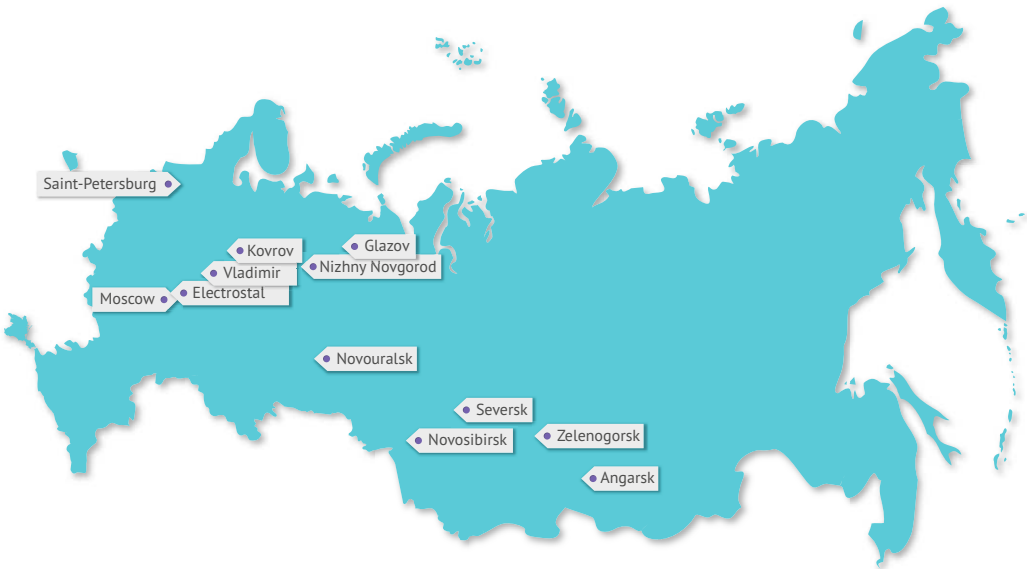 Saint-Petersburg
Glazov
Kovrov
Nizhny Novgorod
Vladimir
Electrostal
Moscow
Novouralsk
Seversk
Zelenogorsk
Novosibirsk
Angarsk